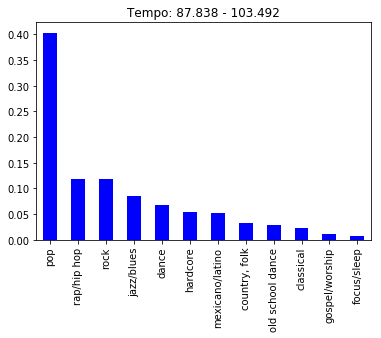 Tempo: 87.838 - 103.492
0.40
0.35
0.30
0.25
0.20
0.15
0.10
0.05
0.00
pop
rap/hip hop
rock
jazz/blues
dance
hardcore
mexicano/latino
country, folk
old school dance
classical
gospel/worship
focus/sleep